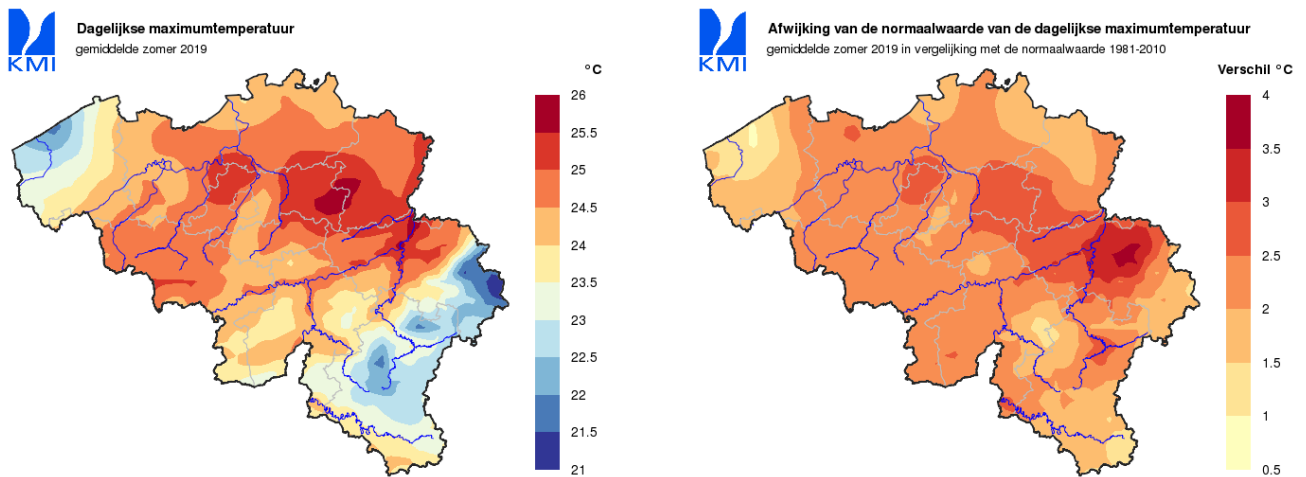 KMI
Dagelijkse maximumtemperatuur
gemiddelde zomer 2019
°C
26
25.5
25
24.5
24
23.5
23
22.5
22
21.5
21
KMI
Afwijking van de normaalwaarde van de dagelijkse maximumtemperatuur
gemiddelde zomer 2019 in vergelijking met de normaalwaarde 1981-2010
Verschil °C
4
3.5
3
2.5
2
1.5
1
0.5